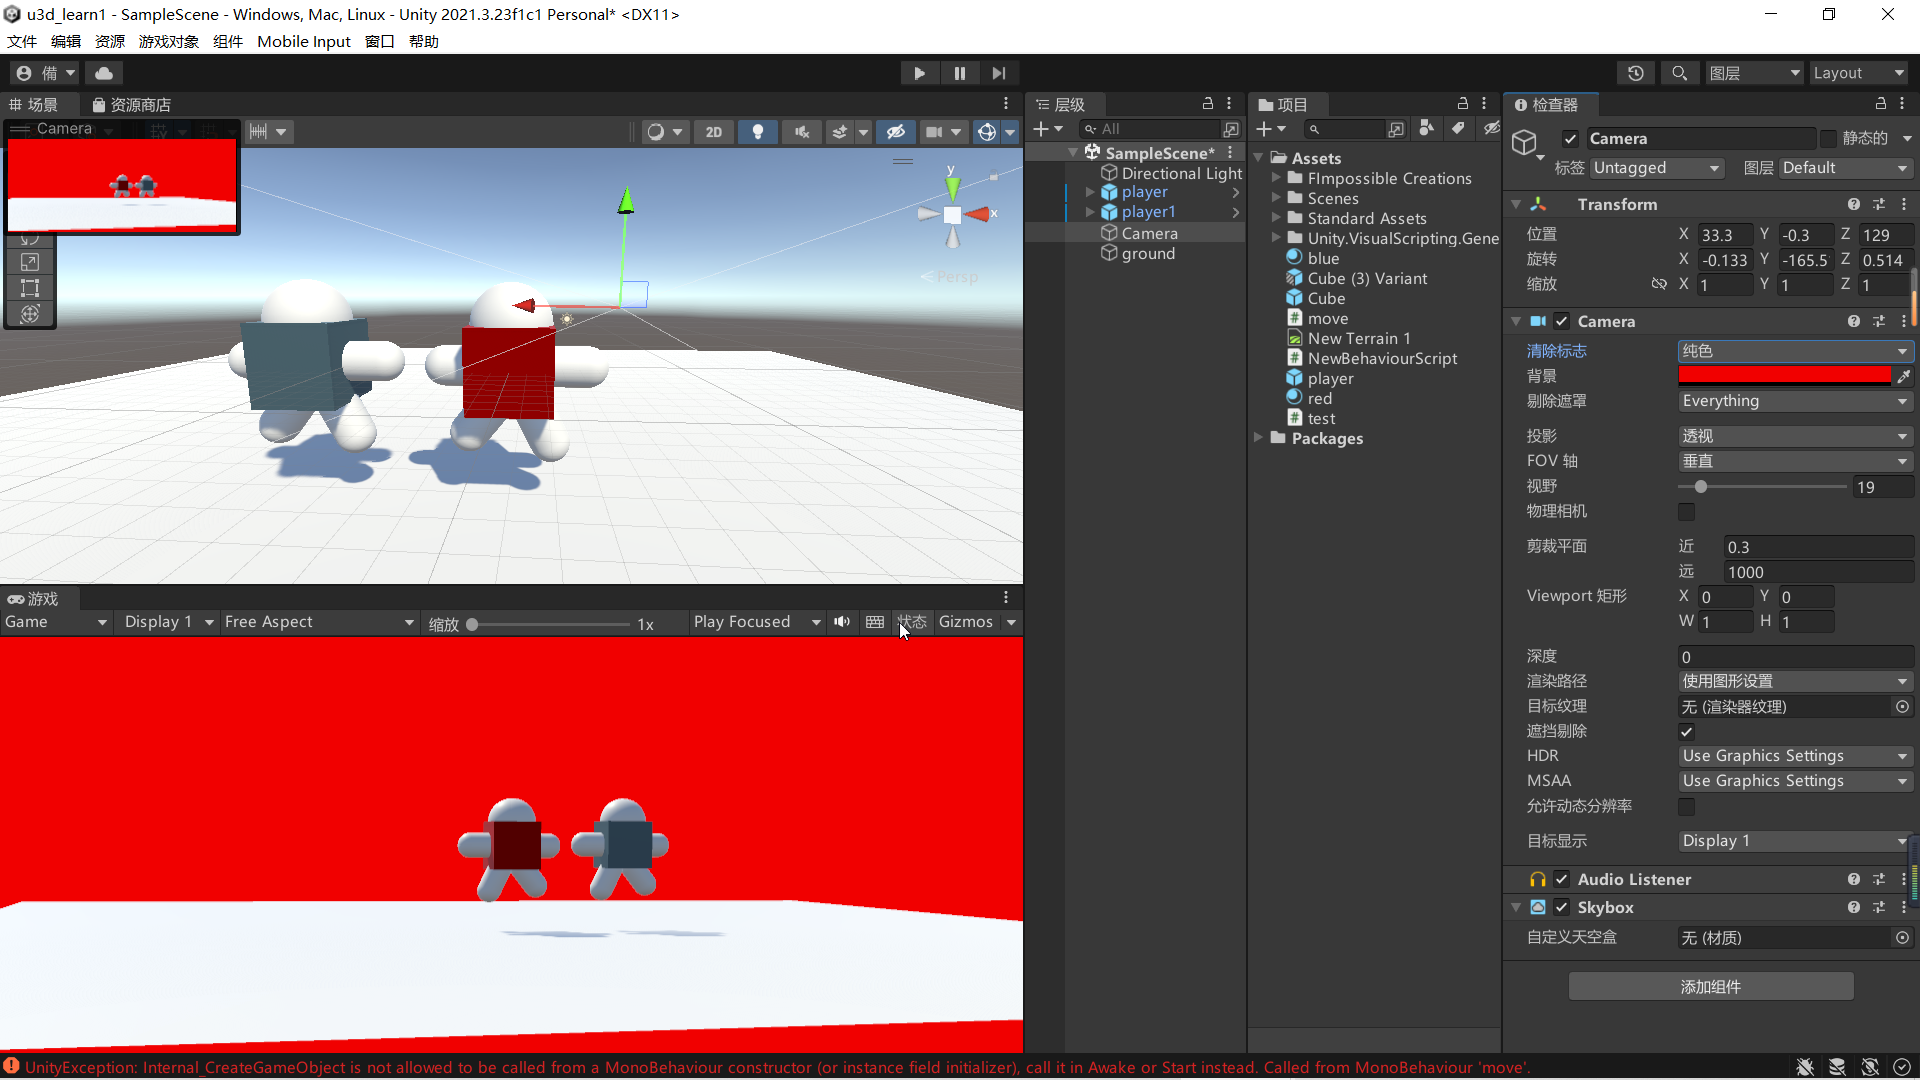 u3d_learn1 - SampleScene - Windows, Mac, Linux - Unity 2021.3.23f1c1 Personal* <DX11>
文件 编辑 资源 游戏对象 组件 Mobile Input 窗口 帮助
備
图层
Layout
场景
资源商店
Camera
2D
y
x
Persp
游戏
Game
Display 1
Free Aspect
缩放
1x
Play Focused
状态
Gizmos
层级
All
SampleScene*
Directional Light
player
player1
Camera
ground
项目
Assets
FImpossible Creations
Scenes
Standard Assets
Unity.VisualScripting.Gene
blue
Cube (3) Variant
Cube
move
New Terrain 1
NewBehaviourScript
player
red
test
Packages
检查器
Camera
静态的
标签 Untagged 图层 Default
Transform
位置 X 33.3 Y -0.3 Z 129
旋转 X -0.133 Y -165.5 Z 0.514
缩放 X 1 Y 1 Z 1
Camera
清除标志 纯色
背景
剔除遮罩 Everything
投影 透视
FOV 轴 垂直
视野 19
物理相机
剪裁平面 近 0.3
远 1000
Viewport 矩形 X 0 Y 0
W 1 H 1
深度 0
渲染路径 使用图形设置
目标纹理 无 (渲染器纹理)
遮挡剔除
HDR Use Graphics Settings
MSAA Use Graphics Settings
允许动态分辨率
目标显示 Display 1
Audio Listener
Skybox
自定义天空盒 无 (材质)
添加组件
UnityException: Internal_CreateGameObject is not allowed to be called from a MonoBehaviour constructor (or instance field initializer), call it in Awake or Start instead. Called from MonoBehaviour 'move'.